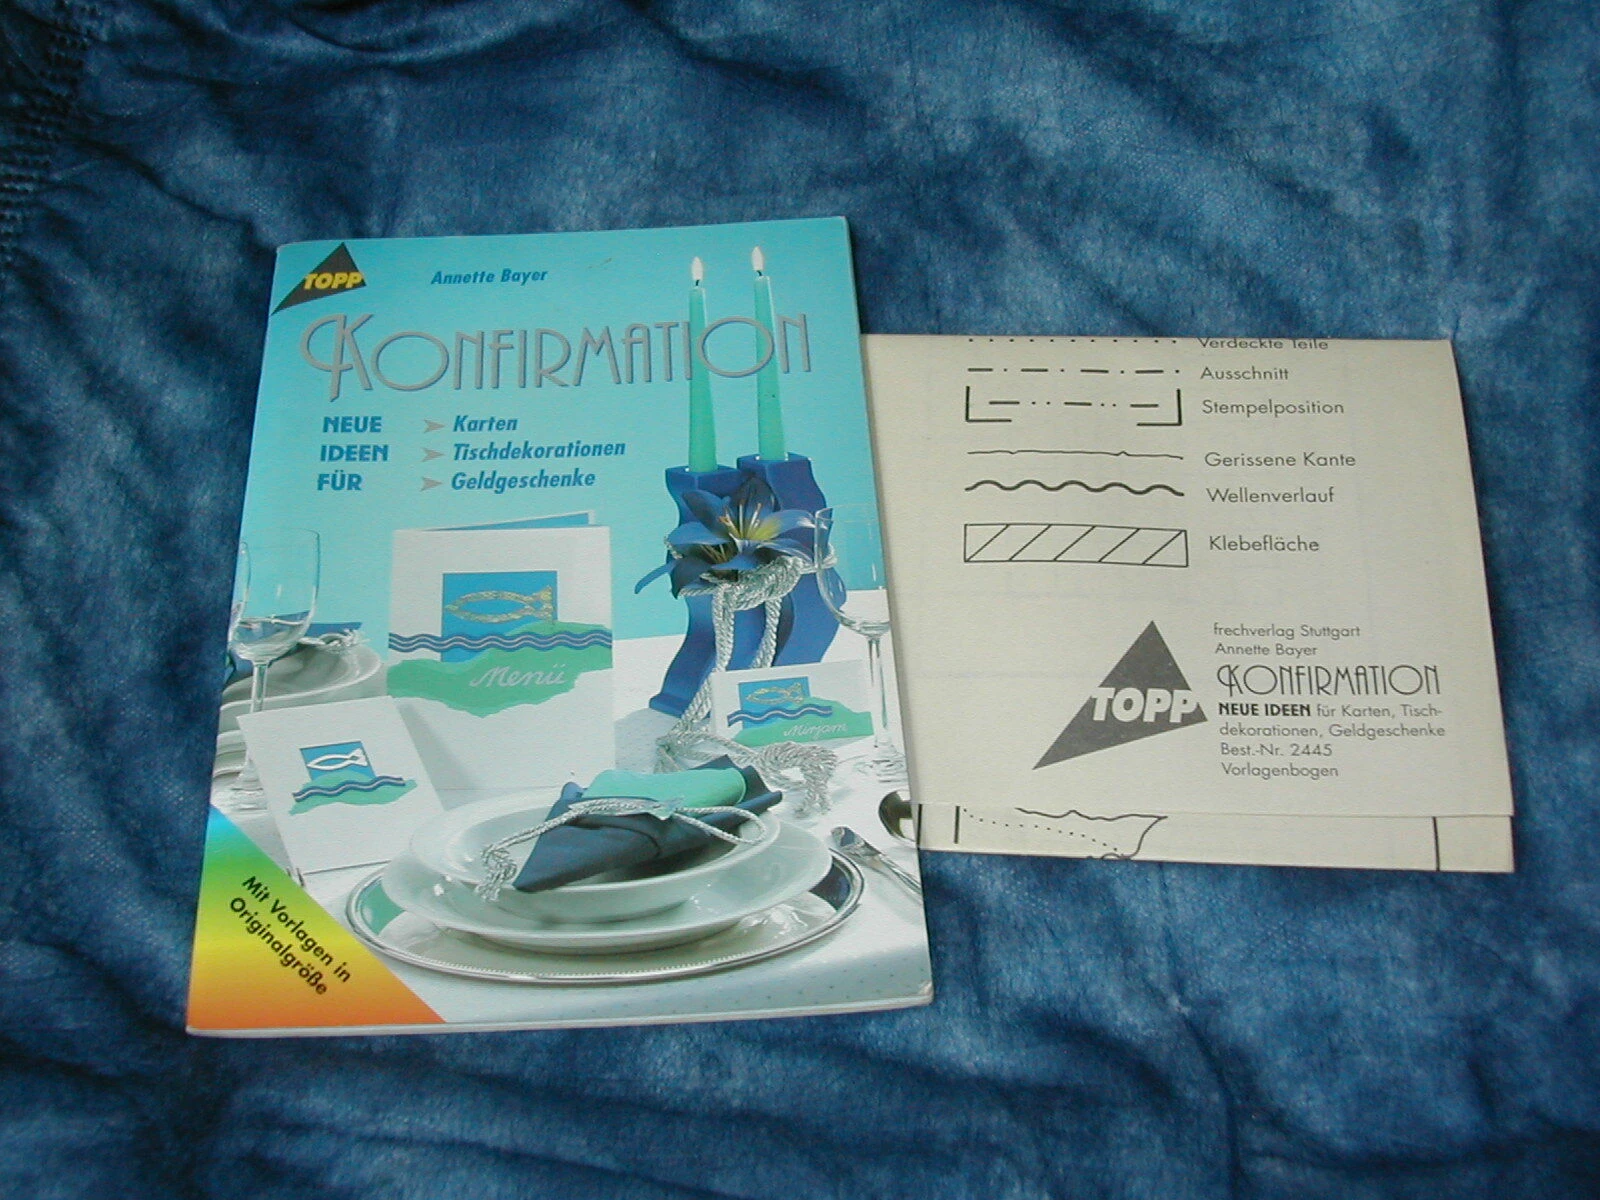 TOPP
Annette Bayer
KONFIRMATION
NEUE IDEEN FÜR
Karten
Tischdekorationen
Geldgeschenke
Menü
Mirjam
Mit Vorlagen in
Originalgröße
Verdeckte Teile
Ausschnitt
Stempelposition
Gerissene Kante
Wellenverlauf
Klebefläche
TOPP
frechverlag Stuttgart
Annette Bayer
KONFIRMATION
NEUE IDEEN für Karten, Tisch-
dekorationen, Geldgeschenke
Best.-Nr. 2445
Vorlagenbogen